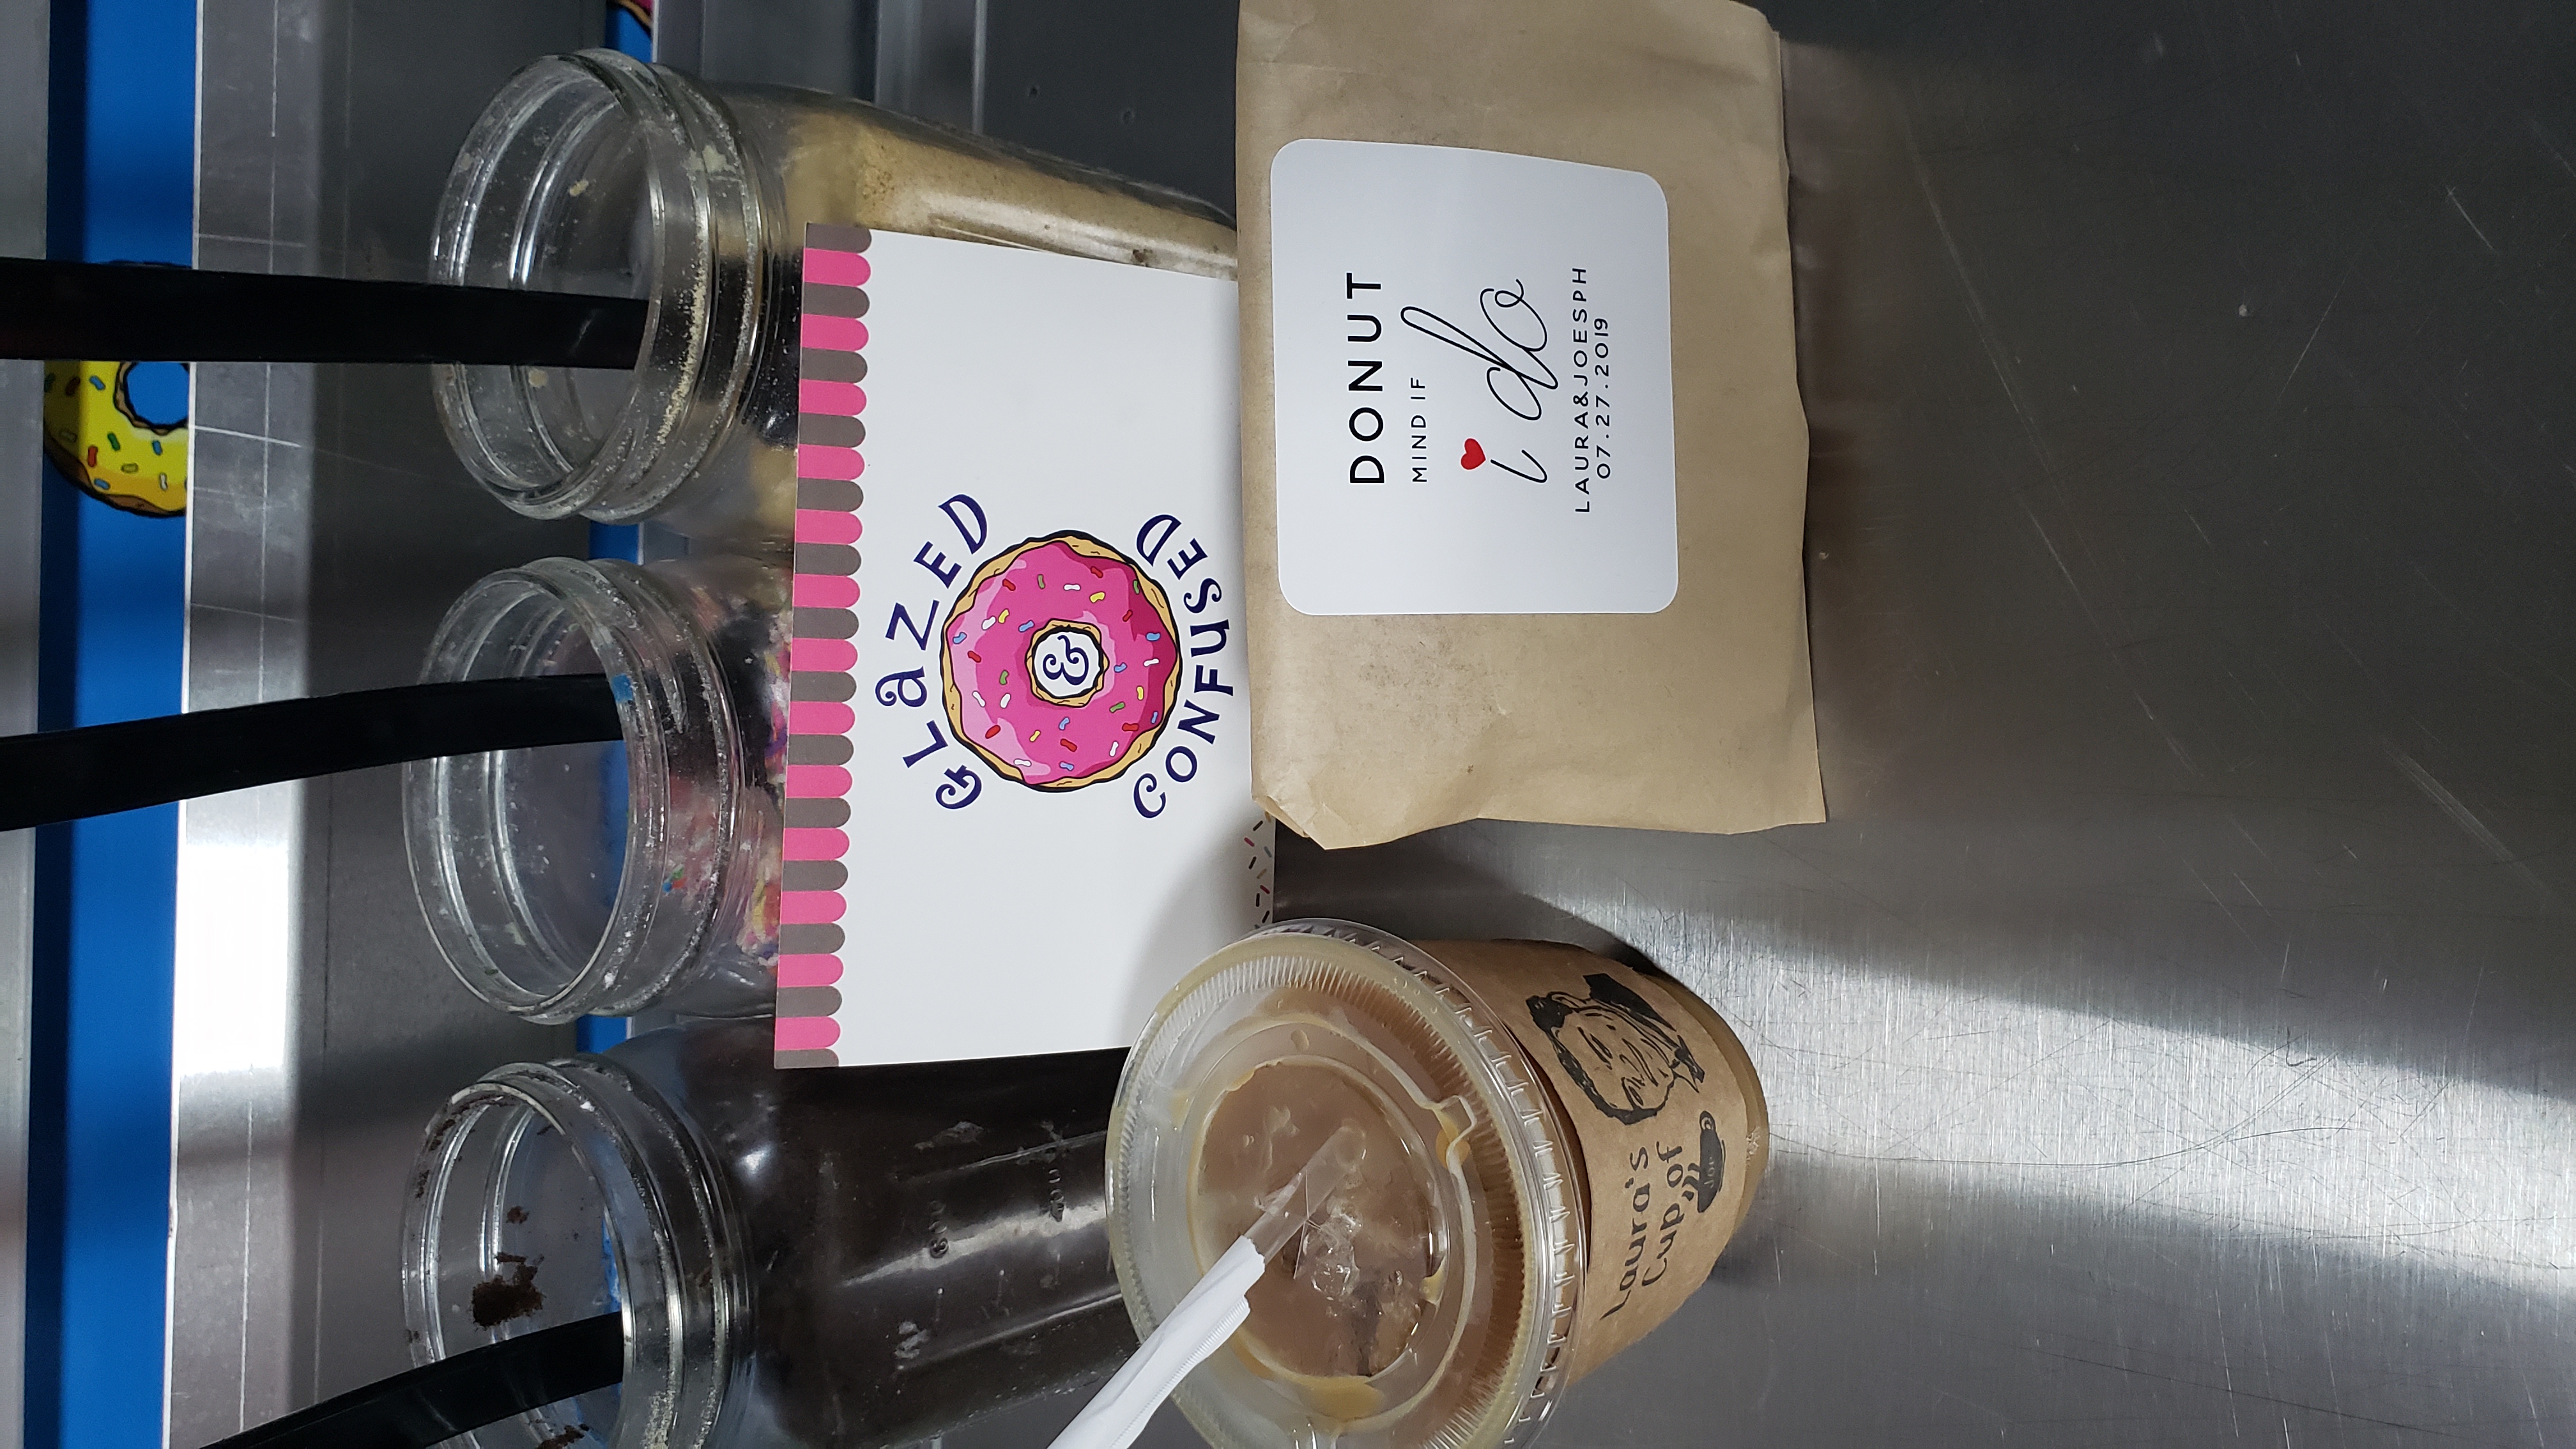 GLaZED
&
CONFuSED
DONUT
MIND IF
i do
LAURA&JOESPH
07.27.2019
Laura's
Cup of
Joe